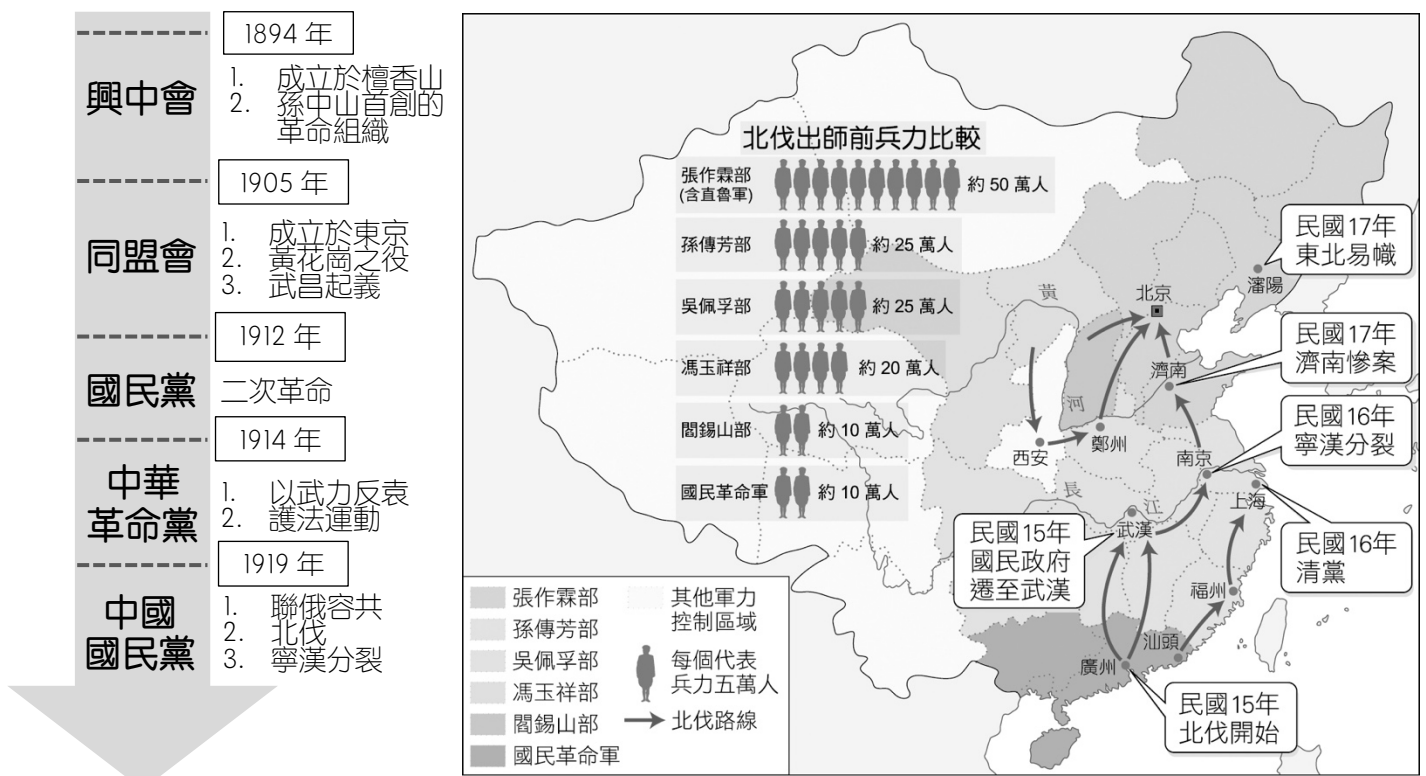 1894 年
興中會
1. 成立於檀香山
2. 孫中山首創的
革命組織
1905 年
同盟會
1. 成立於東京
2. 黃花崗之役
3. 武昌起義
1912 年
國民黨
二次革命
1914 年
中華
革命黨
1. 以武力反袁
2. 護法運動
1919 年
中國
國民黨
1. 聯俄容共
2. 北伐
3. 寧漢分裂
北伐出師前兵力比較
張作霖部
(含直魯軍)
約 50 萬人
孫傳芳部
約 25 萬人
吳佩孚部
約 25 萬人
馮玉祥部
約 20 萬人
閻錫山部
約 10 萬人
國民革命軍
約 10 萬人
民國17年
東北易幟
瀋陽
北京
黃
河
民國17年
濟南慘案
濟南
民國16年
寧漢分裂
鄭州
西安
南京
長
江
上海
武漢
民國15年
國民政府
遷至武漢
民國16年
清黨
福州
汕頭
廣州
民國15年
北伐開始
張作霖部
孫傳芳部
吳佩孚部
馮玉祥部
閻錫山部
國民革命軍
其他軍力
控制區域
每個代表
兵力五萬人
北伐路線